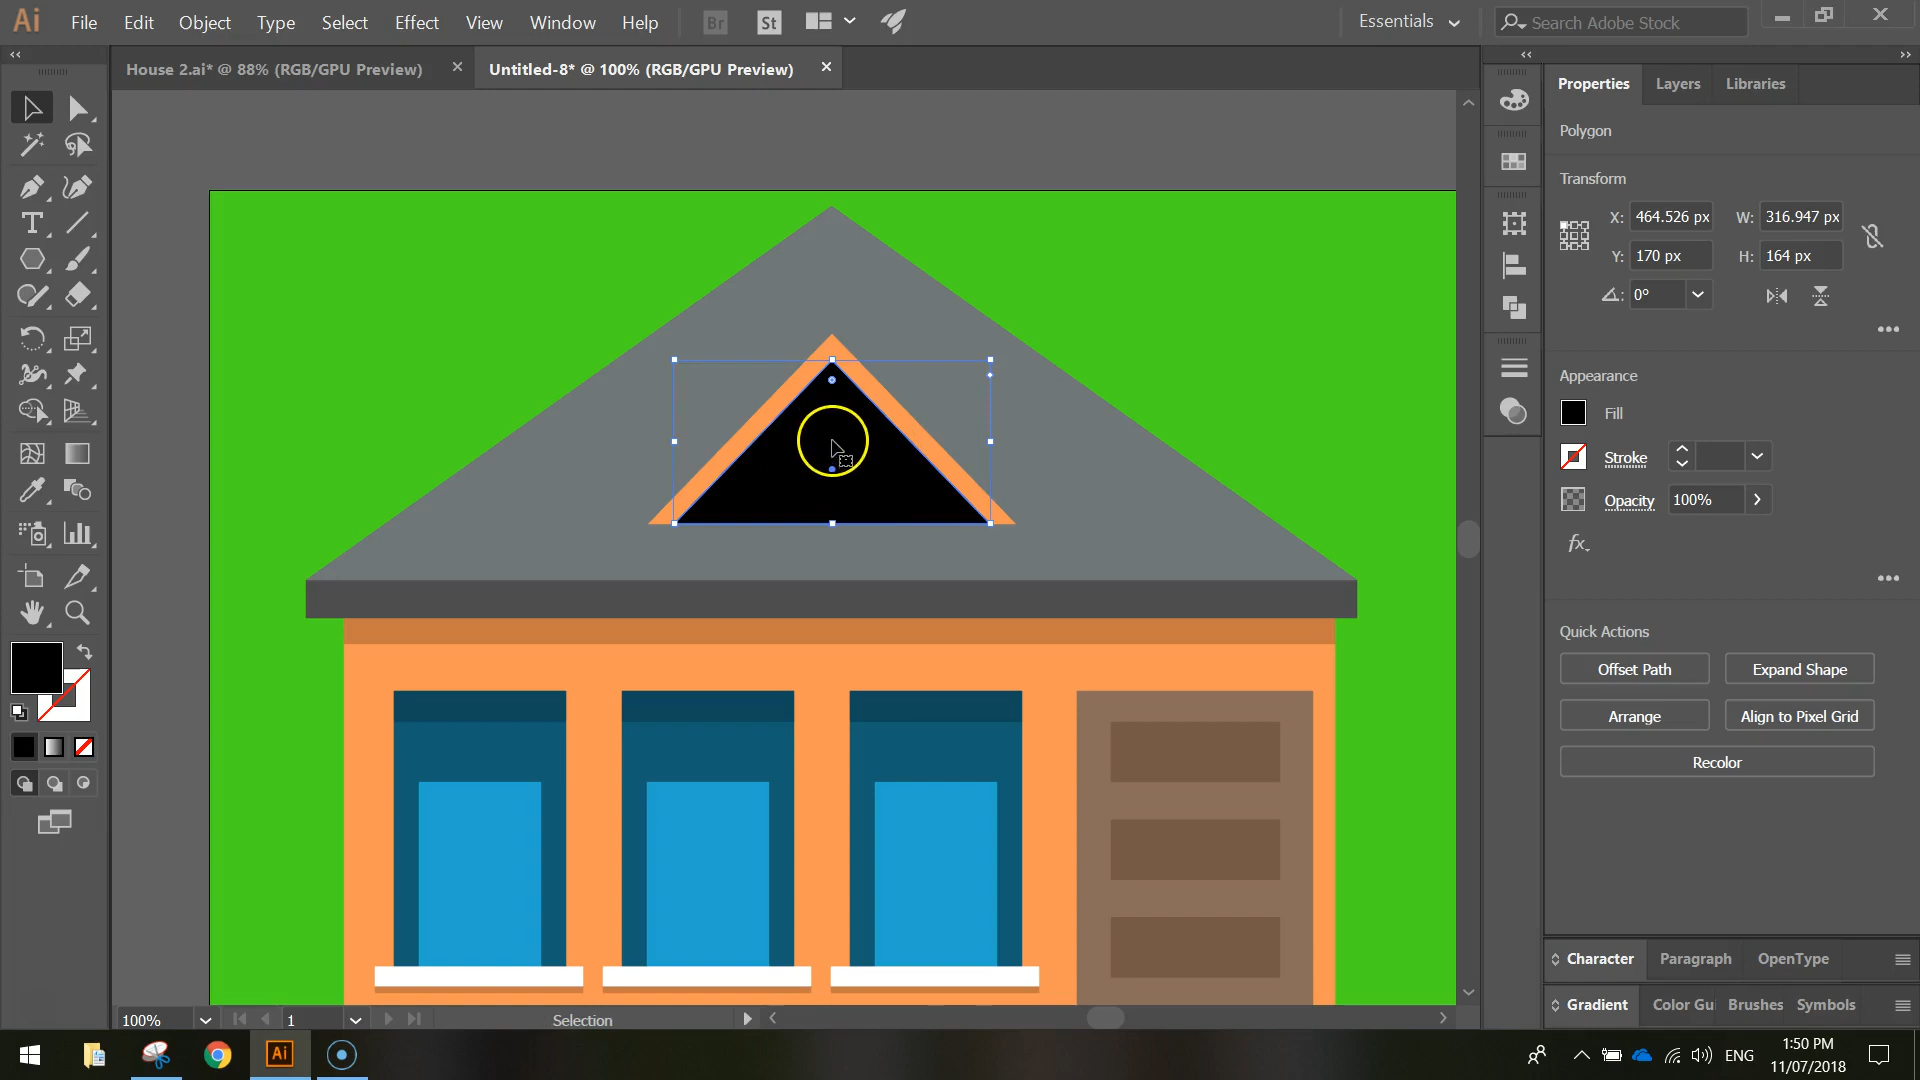 Ai File Edit Object Type Select Effect View Window Help Br St Essentials Search Adobe Stock
House 2.ai* @ 88% (RGB/GPU Preview) Untitled-8* @ 100% (RGB/GPU Preview)
Properties Layers Libraries
Polygon
Transform
X: 464.526 px W: 316.947 px
Y: 170 px H: 164 px
0°
Appearance
Fill
Stroke
Opacity 100%
fx
Quick Actions
Offset Path Expand Shape
Arrange Align to Pixel Grid
Recolor
Character Paragraph OpenType
Gradient Color Gui Brushes Symbols
100% 1 Selection
Ai ENG 1:50 PM
11/07/2018